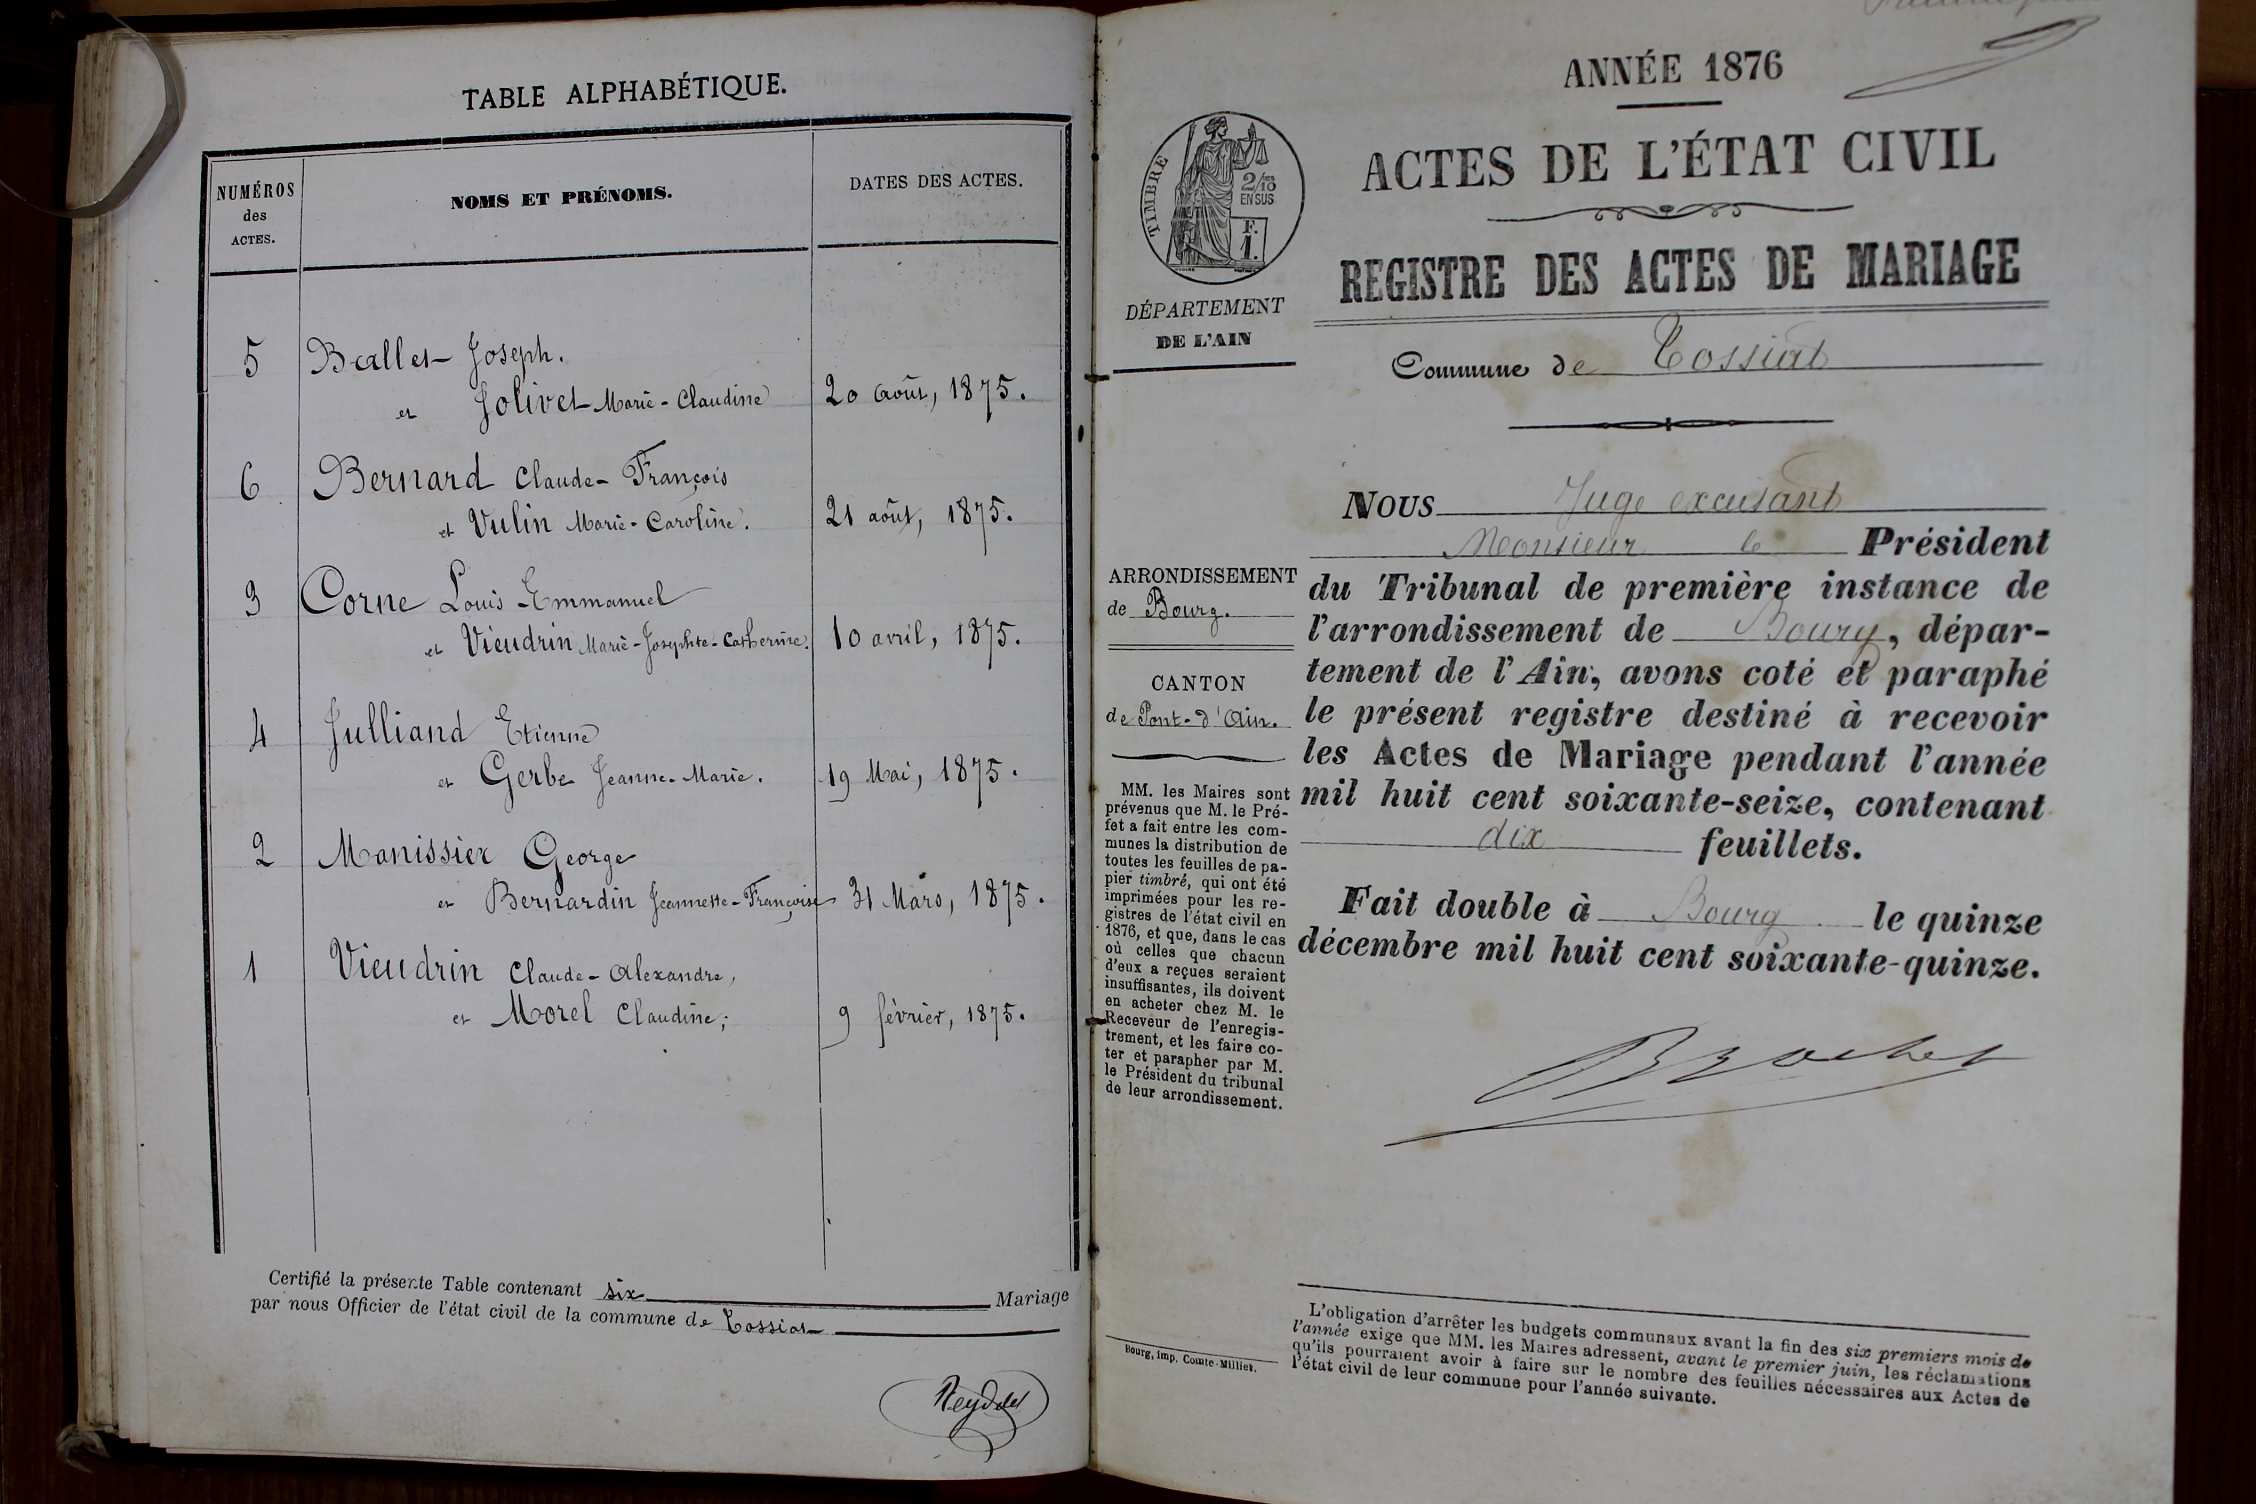 TABLE ALPHABÉTIQUE.
NUMÉROS
des
ACTES.
NOMS ET PRÉNOMS.
DATES DES ACTES.
5 Ballet Joseph.
et Jolivet Marie-Claudine 20 août, 1875.
6 Bernard Claude-François
et Vulin Marie-Caroline. 21 août, 1875.
3 Corne Louis Emmanuel
et Vieudrin Marie-Josephte-Catherine. 10 avril, 1875.
4 Julliand Etienne
et Gerbe Jeanne-Marie. 19 Mai, 1875.
2 Manissier George
et Bernardin Jeannette-Françoise 31 Mars, 1875.
1 Vieudrin Claude-Alexandre,
et Morel Claudine; 9 février, 1875.
Certifié la présente Table contenant six Mariage
par nous Officier de l'état civil de la commune de Tossiat
ANNÉE 1876
ACTES DE L'ÉTAT CIVIL
REGISTRE DES ACTES DE MARIAGE
Commune de Tossiat
TIMBRE
2/10es
EN SUS
F.
1.
DÉPARTEMENT
DE L'AIN
ARRONDISSEMENT
de Bourg.
CANTON
de Pont-d'Ain.
MM. les Maires sont
prévenus que M. le Pré-
fet a fait entre les com-
munes la distribution de
toutes les feuilles de pa-
pier timbré, qui ont été
imprimées pour les re-
gistres de l'état civil en
1876, et que, dans le cas
où celles que chacun
d'eux a reçues seraient
insuffisantes, ils doivent
en acheter chez M. le
Receveur de l'enregis-
trement, et les faire co-
ter et parapher par M.
le Président du tribunal
de leur arrondissement.
Bourg, imp. Comte-Milliet.
NOUS Juge excusant
Monsieur le Président
du Tribunal de première instance de
l'arrondissement de Bourg, dépar-
tement de l'Ain, avons coté et paraphé
le présent registre destiné à recevoir
les Actes de Mariage pendant l'année
mil huit cent soixante-seize, contenant
dix feuillets.
Fait double à Bourg le quinze
décembre mil huit cent soixante-quinze.
L'obligation d'arrêter les budgets communaux avant la fin des six premiers mois de
l'année exige que MM. les Maires adressent, avant le premier juin, les réclamations
qu'ils pourraient avoir à faire sur le nombre des feuilles nécessaires aux Actes de
l'état civil de leur commune pour l'année suivante.